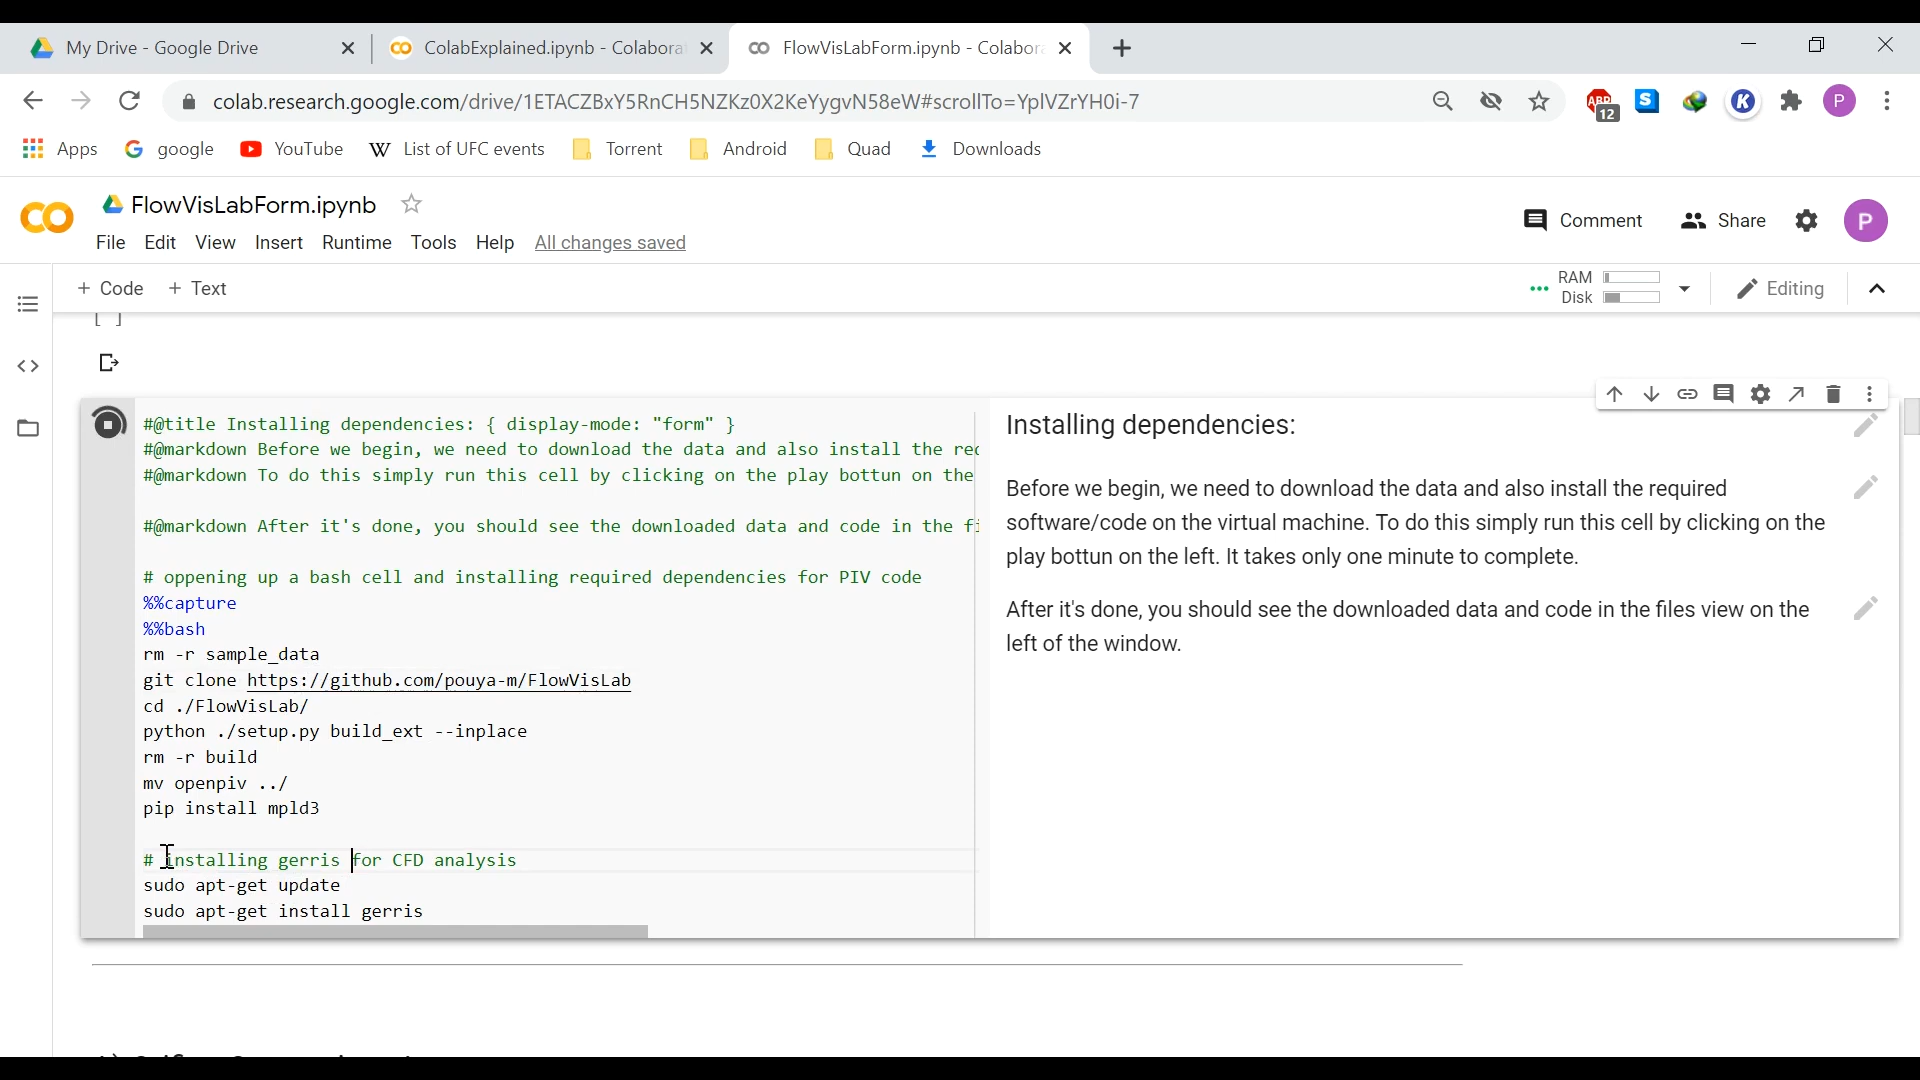 My Drive - Google Drive
ColabExplained.ipynb - Colabora
FlowVisLabForm.ipynb - Colabor
colab.research.google.com/drive/1ETACZBxY5RnCH5NZKz0X2KeYygvN58eW#scrollTo=YplVZrYH0i-7
ABP 12 S K P
Apps google YouTube W List of UFC events Torrent Android Quad Downloads
FlowVisLabForm.ipynb
Comment Share P
File Edit View Insert Runtime Tools Help All changes saved
+ Code + Text
RAM
Disk
Editing
[ ]
#@title Installing dependencies: { display-mode: "form" }
#@markdown Before we begin, we need to download the data and also install the rec
#@markdown To do this simply run this cell by clicking on the play bottun on the
#@markdown After it's done, you should see the downloaded data and code in the fi
# oppening up a bash cell and installing required dependencies for PIV code
%%capture
%%bash
rm -r sample_data
git clone https://github.com/pouya-m/FlowVisLab
cd ./FlowVisLab/
python ./setup.py build_ext --inplace
rm -r build
mv openpiv ../
pip install mpld3
# installing gerris for CFD analysis
sudo apt-get update
sudo apt-get install gerris
Installing dependencies:
Before we begin, we need to download the data and also install the required
software/code on the virtual machine. To do this simply run this cell by clicking on the
play bottun on the left. It takes only one minute to complete.
After it's done, you should see the downloaded data and code in the files view on the
left of the window.